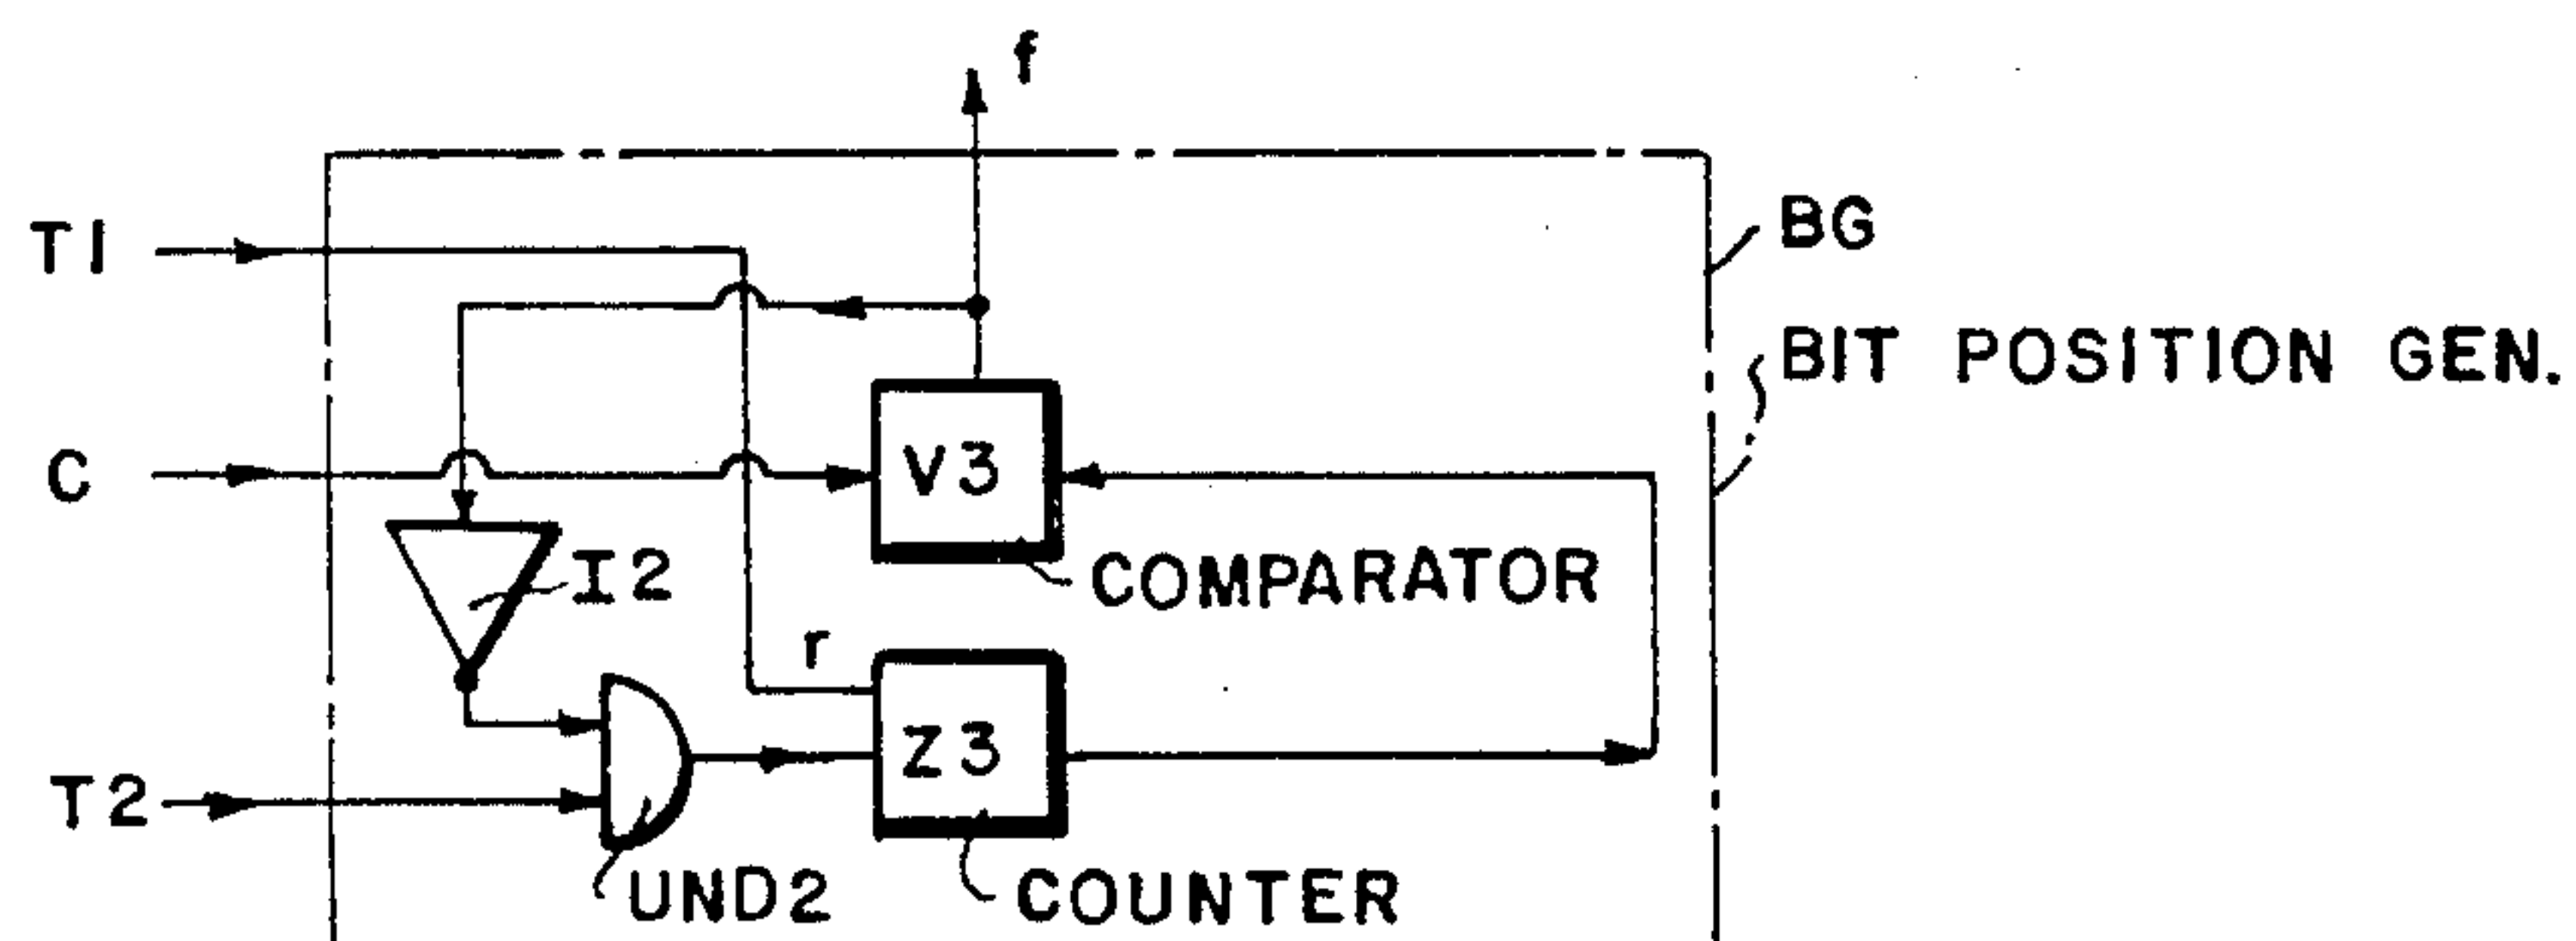 f
T1
BG
BIT POSITION GEN.
C
V3
I2
COMPARATOR
r
Z3
T2
UND2
COUNTER